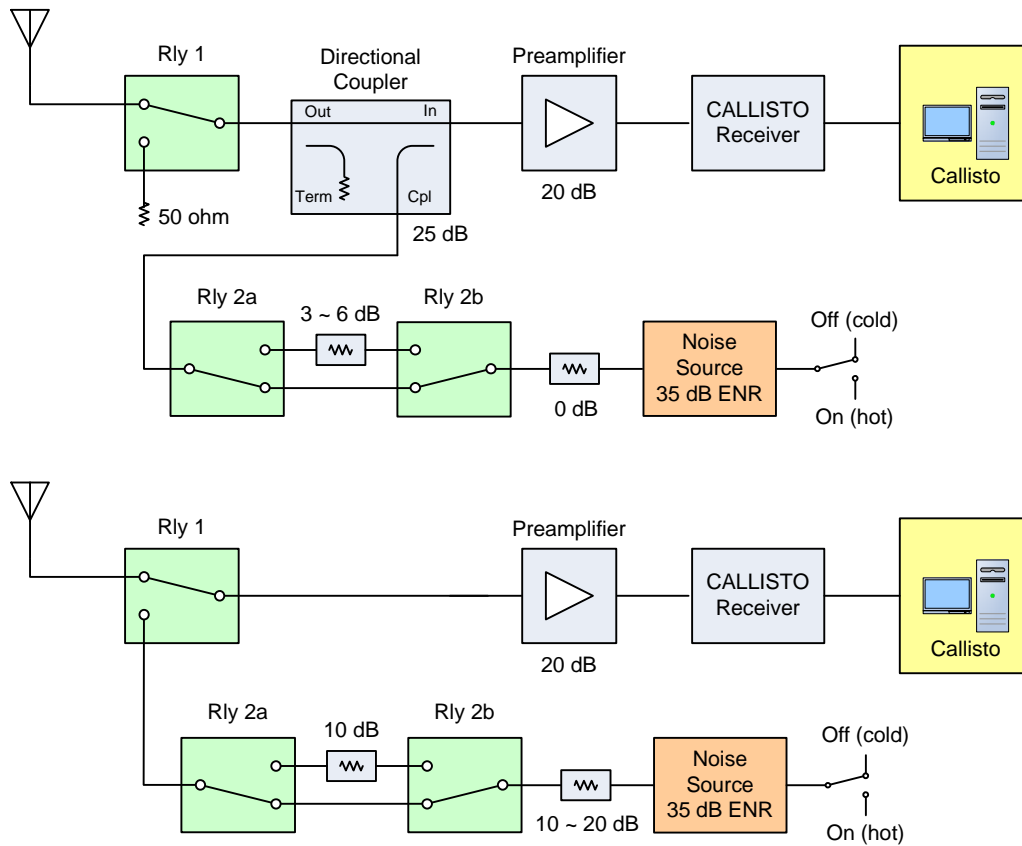 Rly 1
Directional
Coupler
Preamplifier
Out
In
CALLISTO
Receiver
Term
Cpl
20 dB
Callisto
50 ohm
25 dB
Rly 2a
3 ~ 6 dB
Rly 2b
Off (cold)
Noise
Source
35 dB ENR
0 dB
On (hot)
Rly 1
Preamplifier
CALLISTO
Receiver
20 dB
Callisto
Rly 2a
10 dB
Rly 2b
Off (cold)
Noise
Source
35 dB ENR
10 ~ 20 dB
On (hot)